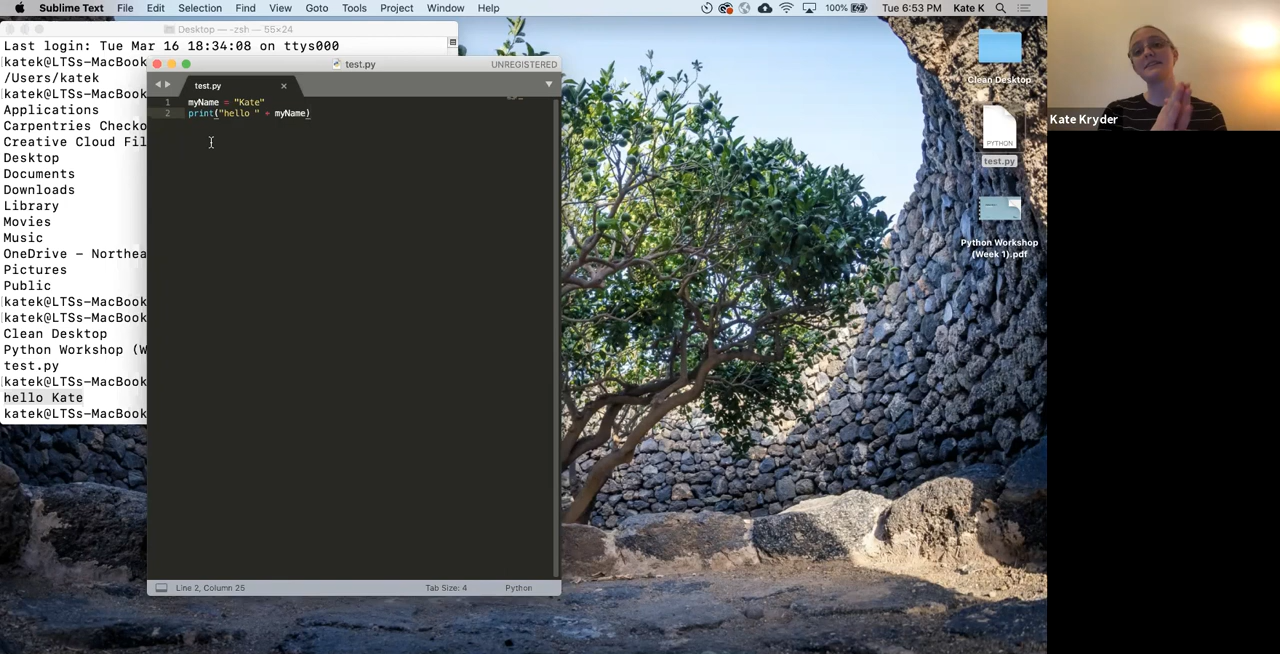 Sublime Text File Edit Selection Find View Goto Tools Project Window Help 100% Tue 6:53 PM Kate K
Desktop — -zsh — 55×24
Last login: Tue Mar 16 18:34:08 on ttys000
katek@LTSs-MacBook
/Users/katek
katek@LTSs-MacBook
Applications
Carpentries Checko
Creative Cloud Fil
Desktop
Documents
Downloads
Library
Movies
Music
OneDrive - Northea
Pictures
Public
katek@LTSs-MacBook
katek@LTSs-MacBook
Clean Desktop
Python Workshop (W
test.py
katek@LTSs-MacBook
hello Kate
katek@LTSs-MacBook
test.py UNREGISTERED
test.py
1 myName = "Kate"
2 print("hello " + myName)
Line 2, Column 25 Tab Size: 4 Python
Clean Desktop
PYTHON
test.py
Python Workshop
(Week 1).pdf
Kate Kryder